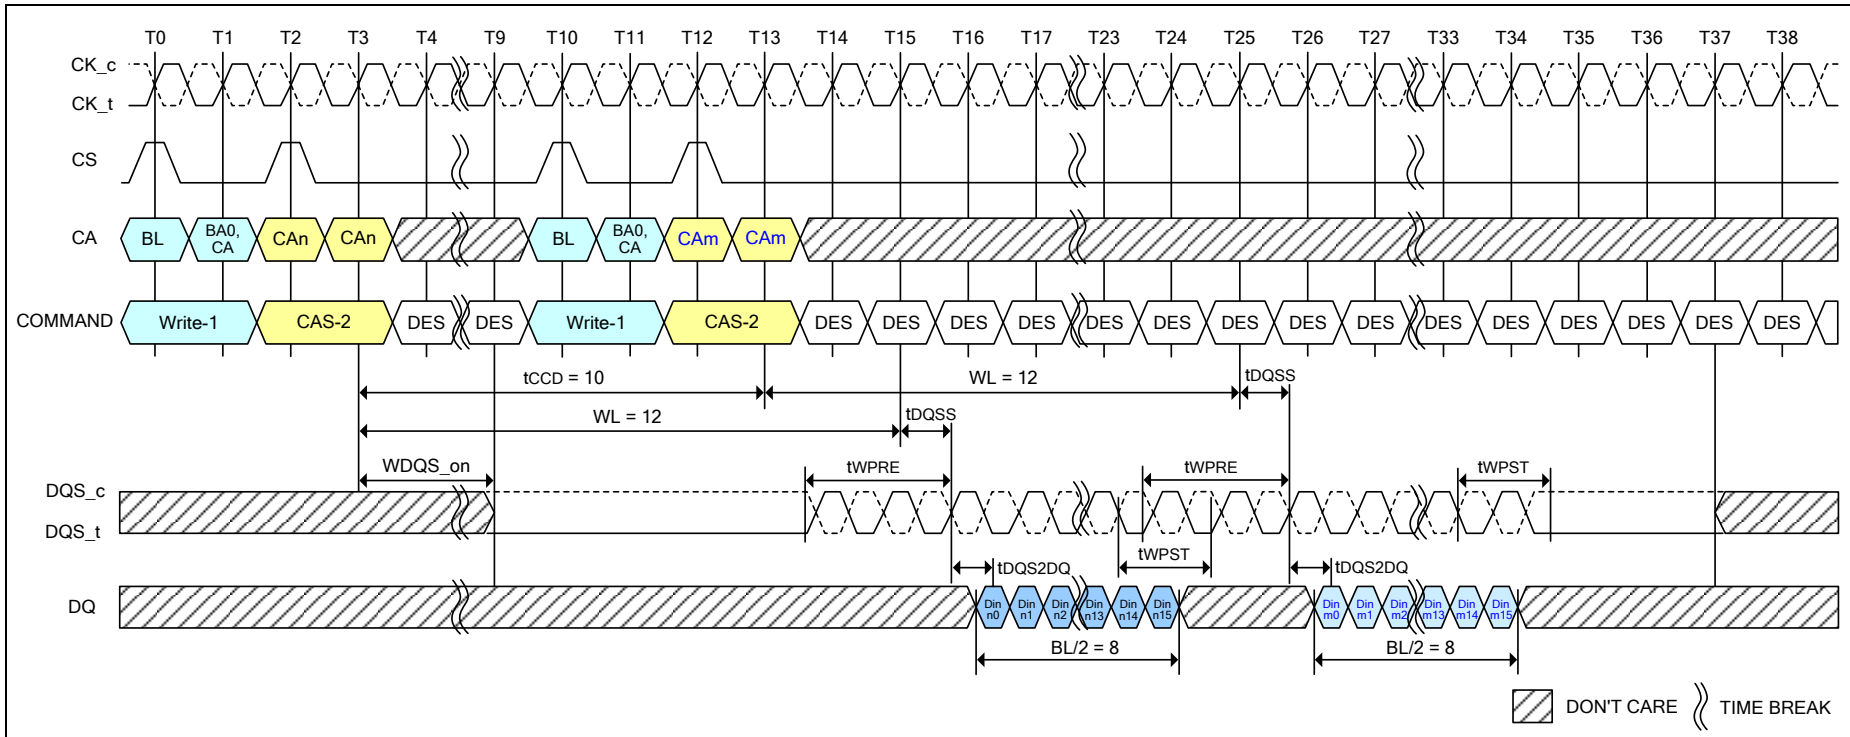 T0 T1 T2 T3 T4 T9 T10 T11 T12 T13 T14 T15 T16 T17 T23 T24 T25 T26 T27 T33 T34 T35 T36 T37 T38
CK_c
CK_t
CS
CA BL BA0, CA CAn CAn BL BA0, CA CAm CAm
COMMAND Write-1 CAS-2 DES DES Write-1 CAS-2 DES DES DES DES DES DES DES DES DES DES DES DES DES DES DES
tCCD = 10 WL = 12 tDQSS
WL = 12 tDQSS
WDQS_on tWPRE tWPRE tWPST
DQS_c
DQS_t
tWPST
tDQS2DQ tDQS2DQ
DQ Din n0 Din n1 Din n2 Din n13 Din n14 Din n15 Din m0 Din m1 Din m2 Din m13 Din m14 Din m15
BL/2 = 8 BL/2 = 8
DON'T CARE TIME BREAK